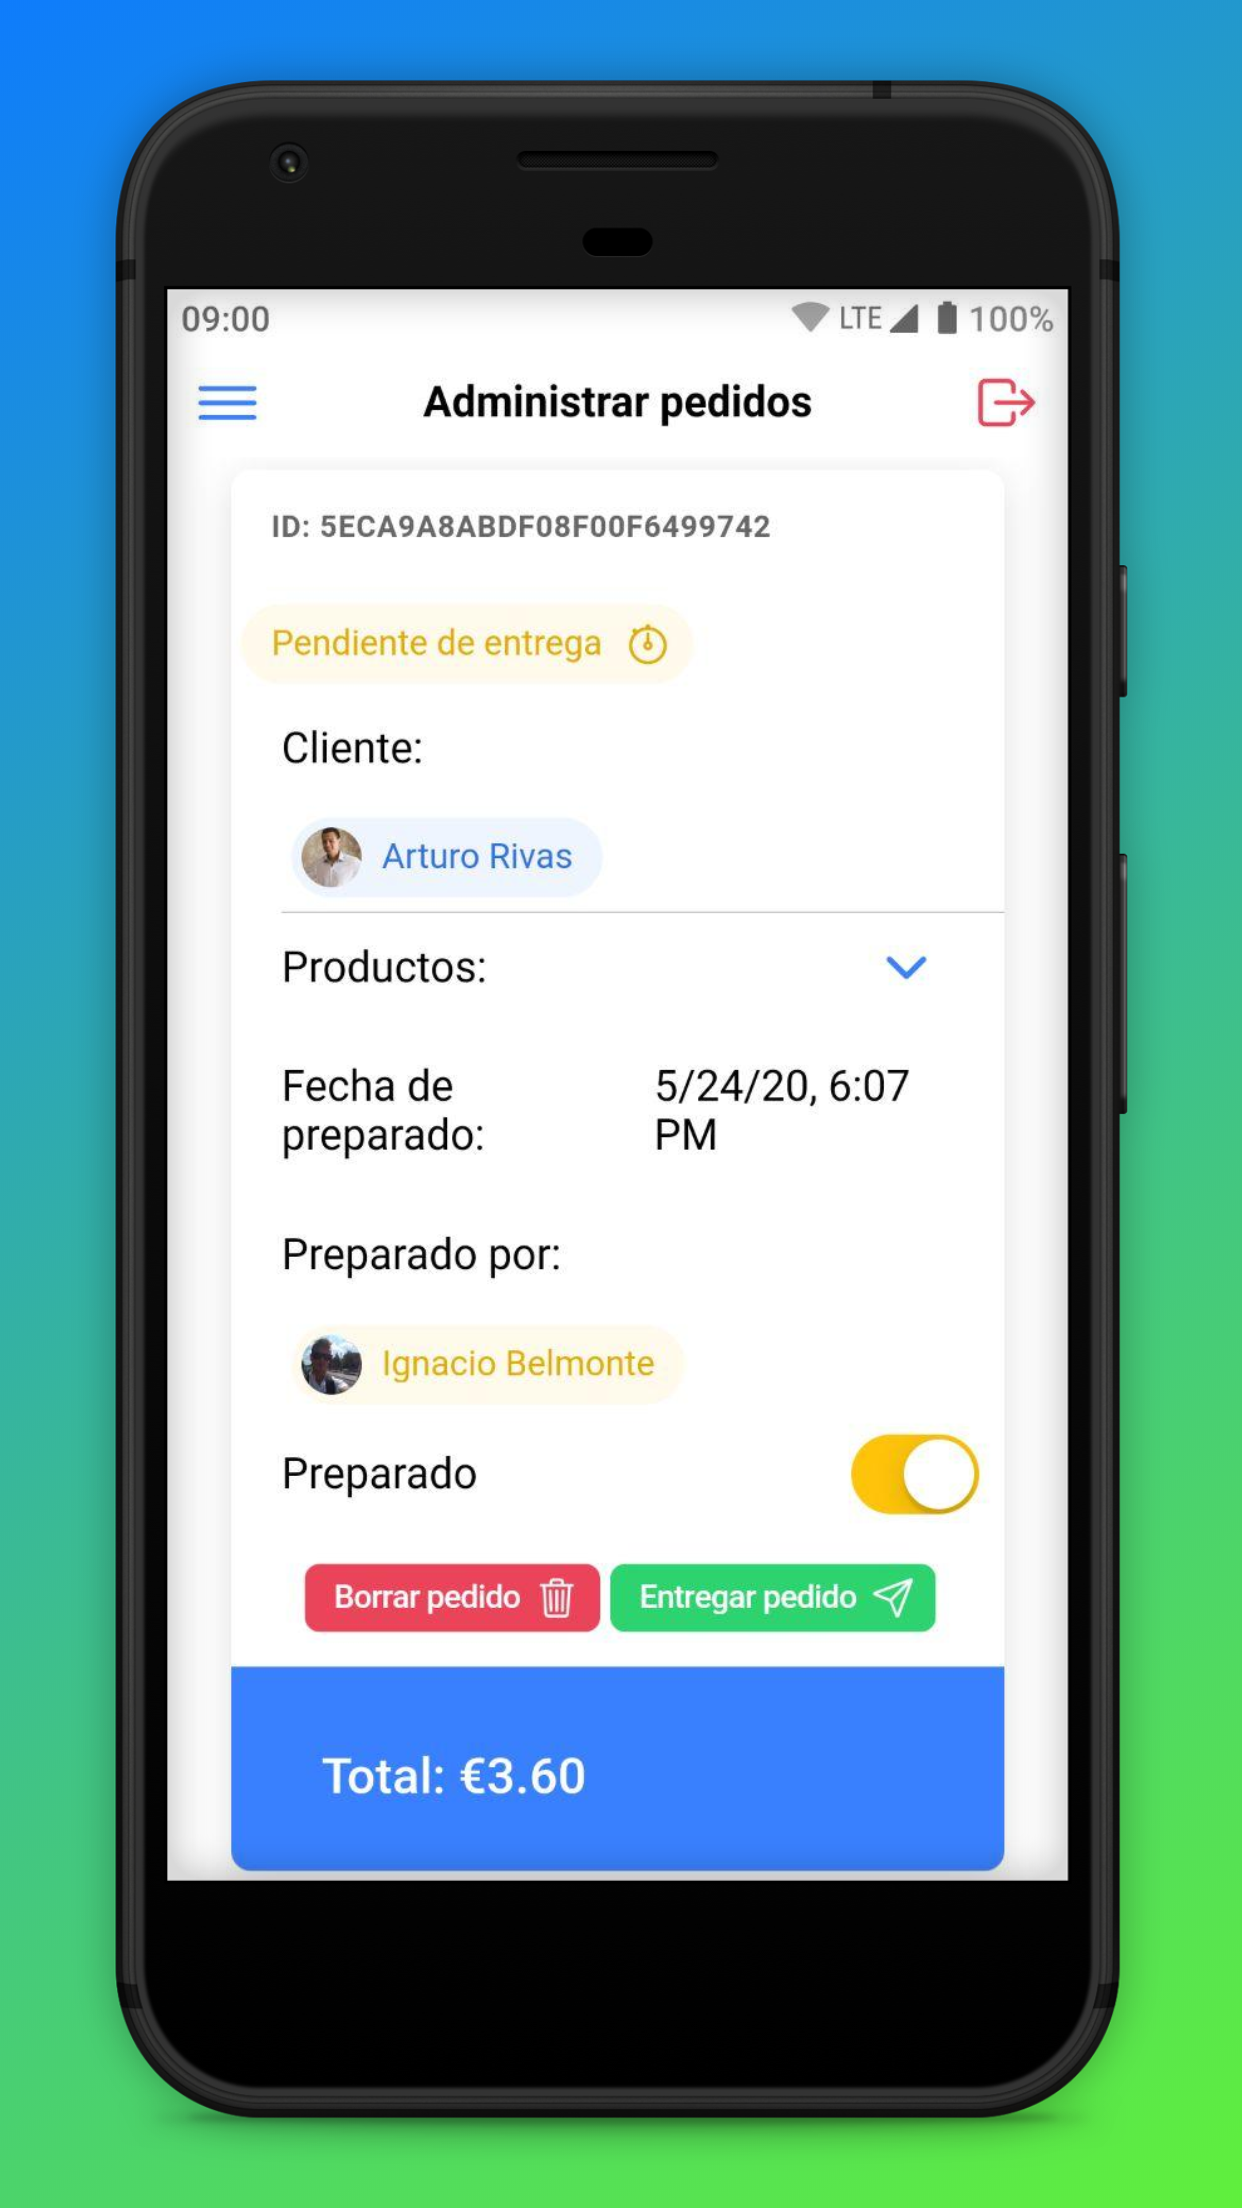 09:00 LTE 100%
Administrar pedidos
ID: 5ECA9A8ABDF08F00F6499742
Pendiente de entrega
Cliente:
Arturo Rivas
Productos:
Fecha de
preparado:
5/24/20, 6:07
PM
Preparado por:
Ignacio Belmonte
Preparado
Borrar pedido
Entregar pedido
Total: €3.60